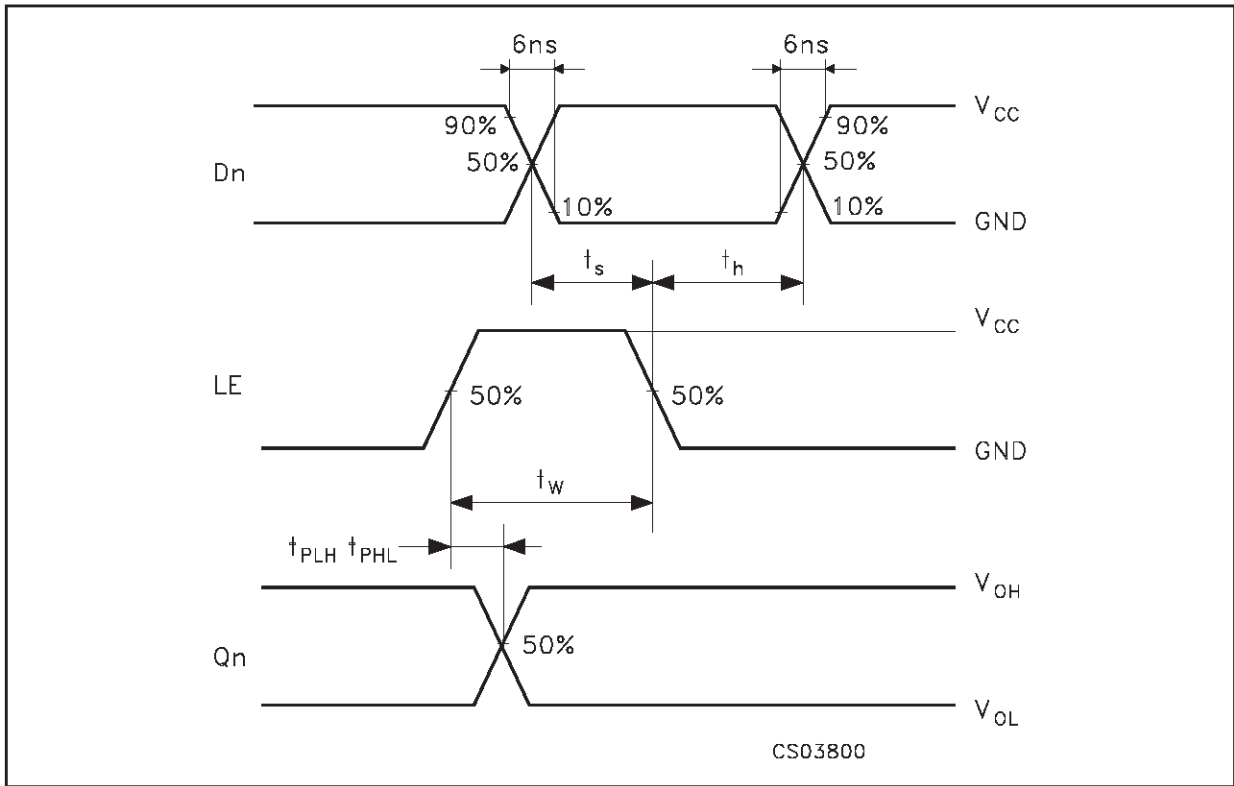 6ns 6ns
V_CC
90% 90%
50% 50%
Dn
10% 10%
GND
t_s t_h
V_CC
LE
50% 50%
GND
t_W
t_PLH t_PHL
V_OH
50%
Qn
V_OL
CS03800